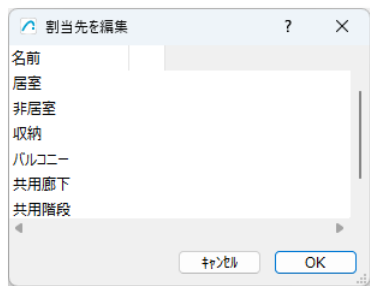 割当先を編集 ? ×
名前
居室
非居室
収納
バルコニー
共用廊下
共用階段
ｷｬﾝｾﾙ OK